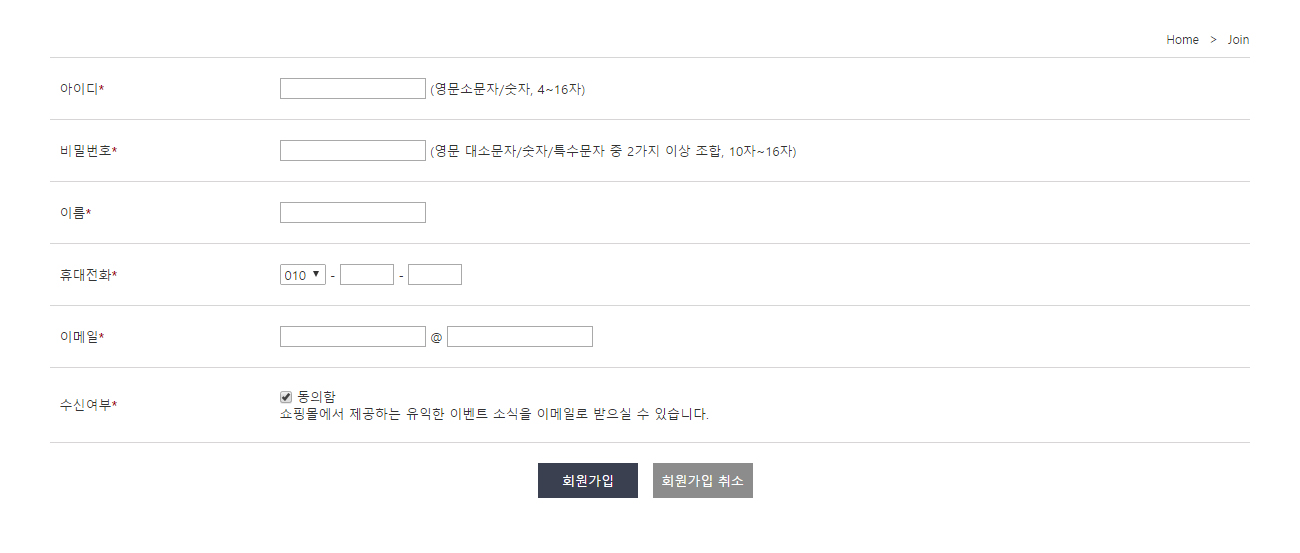 Home > Join
아이디* (영문소문자/숫자, 4~16자)
비밀번호* (영문 대소문자/숫자/특수문자 중 2가지 이상 조합, 10자~16자)
이름*
휴대전화* 010 - -
이메일* @
동의함
수신여부*
쇼핑몰에서 제공하는 유익한 이벤트 소식을 이메일로 받으실 수 있습니다.
회원가입 회원가입 취소